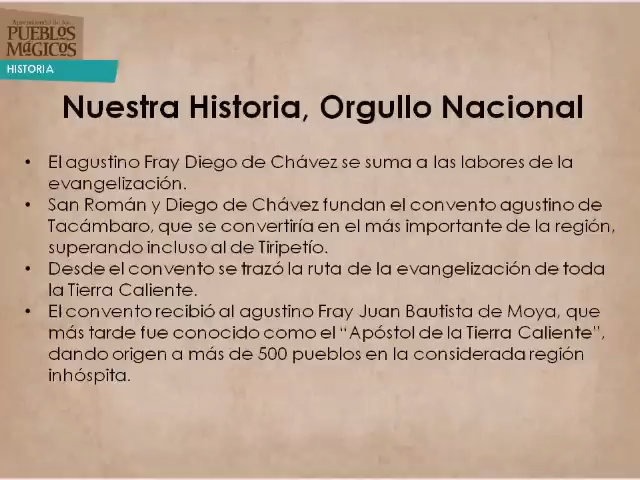 PUEBLOS
MÁGICOS
HISTORIA
Nuestra Historia, Orgullo Nacional
• El agustino Fray Diego de Chávez se suma a las labores de la
evangelización.
• San Román y Diego de Chávez fundan el convento agustino de
Tacámbaro, que se convertiría en el más importante de la región,
superando incluso al de Tiripetío.
• Desde el convento se trazó la ruta de la evangelización de toda
la Tierra Caliente.
• El convento recibió al agustino Fray Juan Bautista de Moya, que
más tarde fue conocido como el “Apóstol de la Tierra Caliente”,
dando origen a más de 500 pueblos en la considerada región
inhóspita.